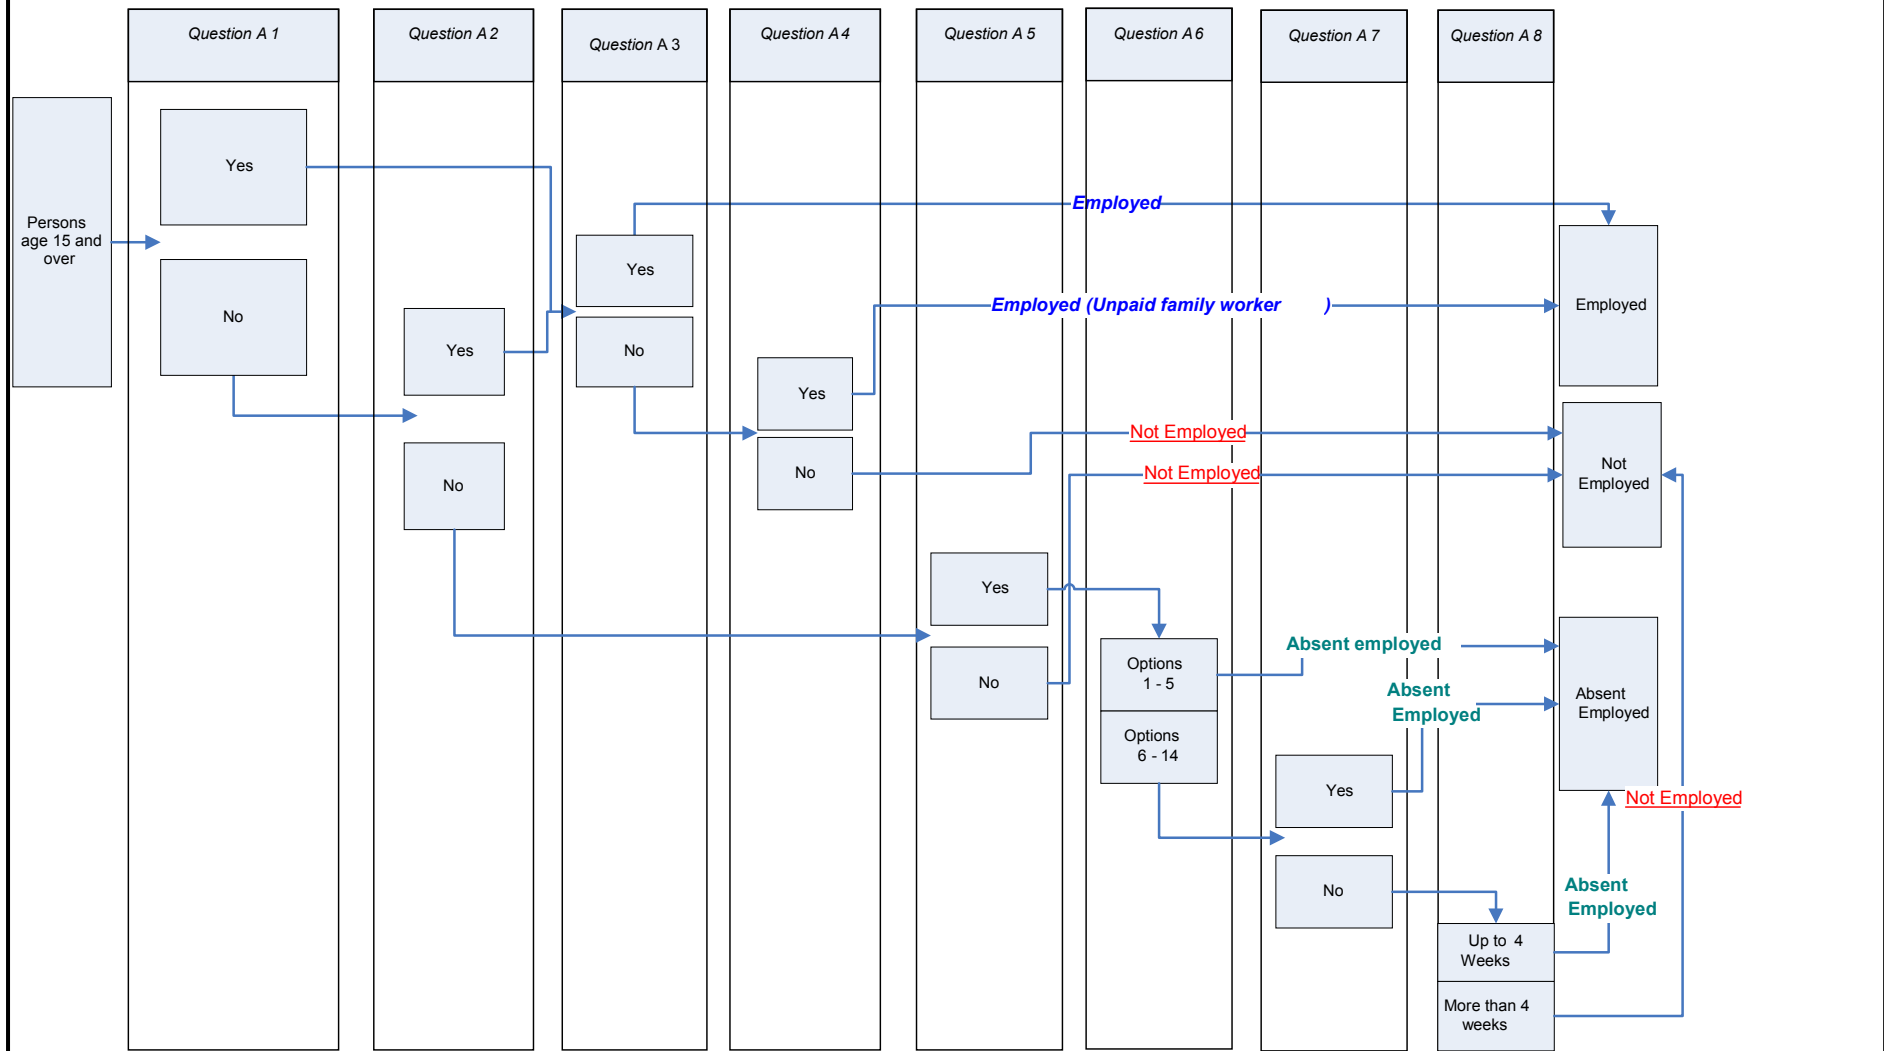 Question A 1
Question A 2
Question A 3
Question A 4
Question A 5
Question A 6
Question A 7
Question A 8
Persons
age 15 and
over
Yes
No
Yes
No
Yes
No
Yes
No
Yes
No
Options
1 - 5
Options
6 - 14
Yes
No
Up to 4
Weeks
More than 4
weeks
Employed
Employed (Unpaid family worker )
Not Employed
Not Employed
Absent employed
Absent
Employed
Absent
Employed
Not Employed
Employed
Not
Employed
Absent
Employed